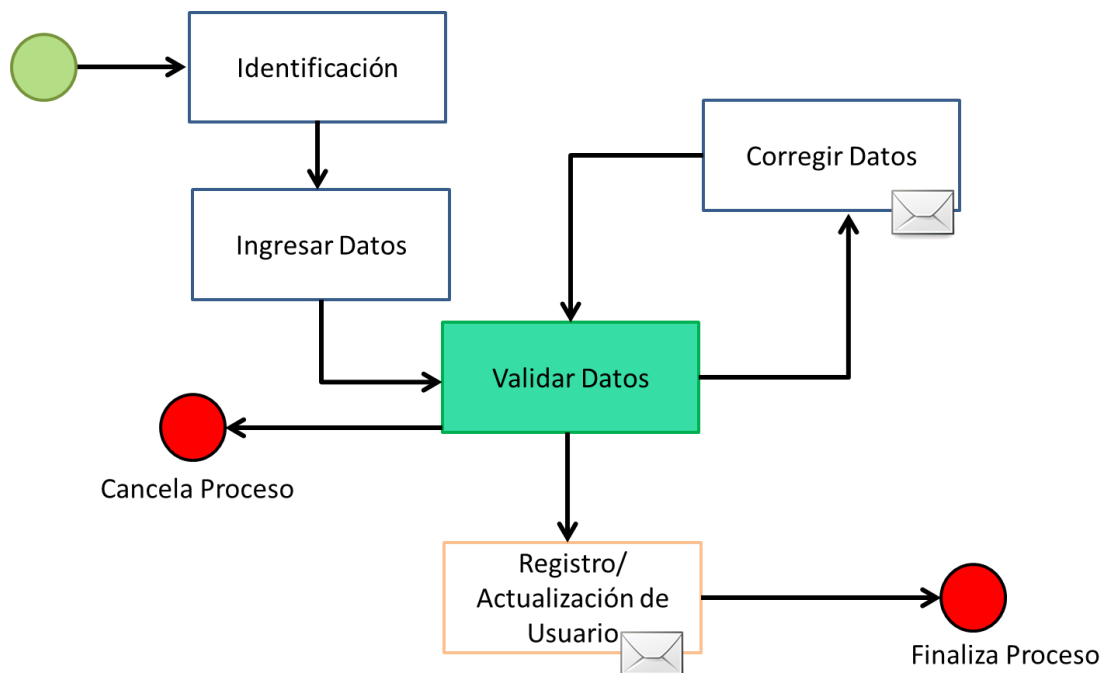 Identificación
Corregir Datos
Ingresar Datos
Validar Datos
Cancela Proceso
Registro/
Actualización de
Usuario
Finaliza Proceso